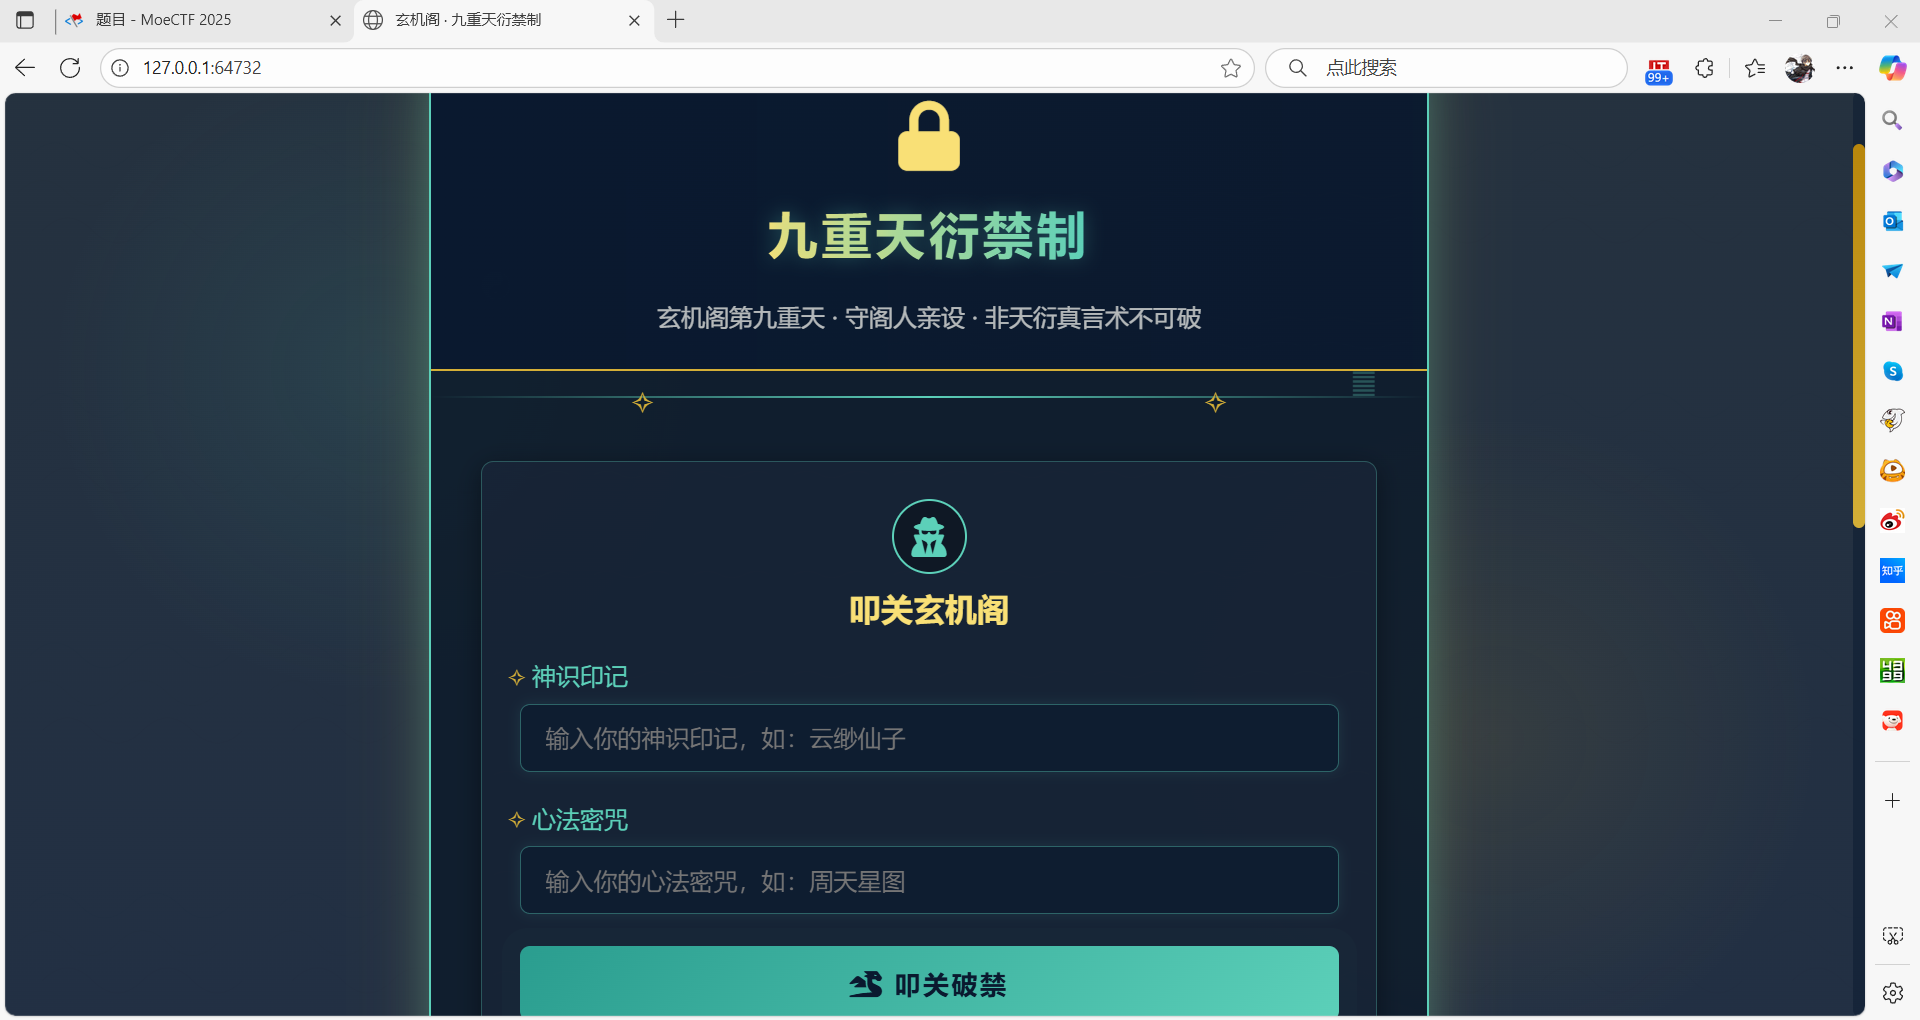 题目 - MoeCTF 2025
玄机阁 · 九重天衍禁制
127.0.0.1:64732
点此搜索
IT
99+
九重天衍禁制
玄机阁第九重天 · 守阁人亲设 · 非天衍真言术不可破
叩关玄机阁
神识印记
输入你的神识印记，如：云缈仙子
心法密咒
输入你的心法密咒，如：周天星图
叩关破禁
知乎